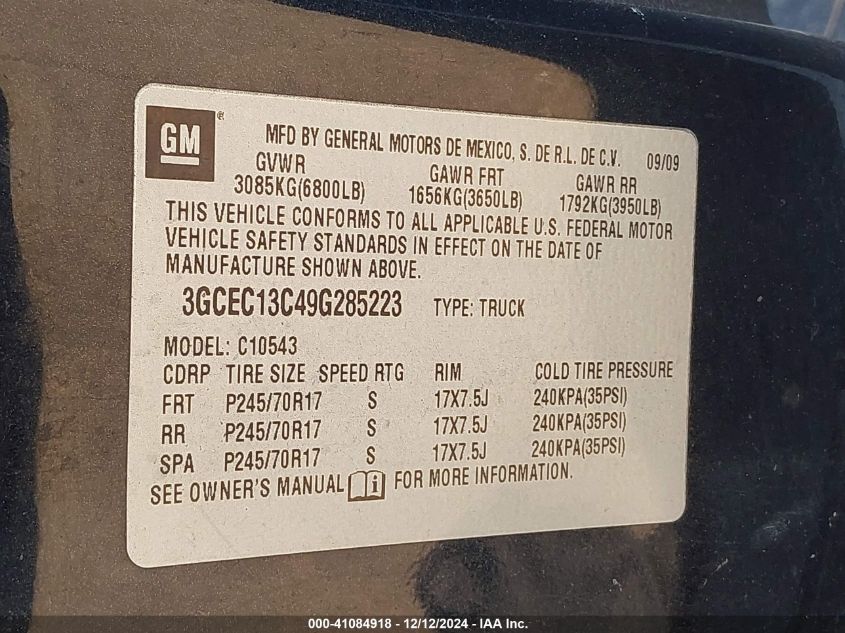 GM®
MFD BY GENERAL MOTORS DE MEXICO, S. DE R.L. DE C.V. 09/09
GVWR GAWR FRT GAWR RR
3085KG(6800LB) 1656KG(3650LB) 1792KG(3950LB)
THIS VEHICLE CONFORMS TO ALL APPLICABLE U.S. FEDERAL MOTOR
VEHICLE SAFETY STANDARDS IN EFFECT ON THE DATE OF
MANUFACTURE SHOWN ABOVE.
3GCEC13C49G285223 TYPE: TRUCK
MODEL: C10543
CDRP TIRE SIZE SPEED RTG RIM COLD TIRE PRESSURE
FRT P245/70R17 S 17X7.5J 240KPA(35PSI)
RR P245/70R17 S 17X7.5J 240KPA(35PSI)
SPA P245/70R17 S 17X7.5J 240KPA(35PSI)
SEE OWNER'S MANUAL i FOR MORE INFORMATION.
000-41084918 - 12/12/2024 - IAA Inc.